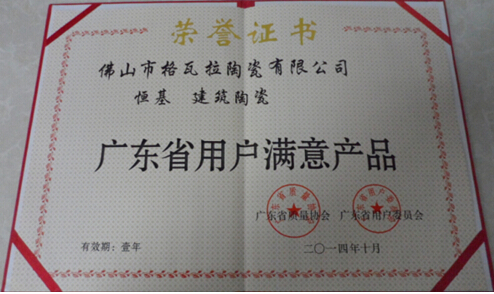 荣誉证书
佛山市格瓦拉陶瓷有限公司
恒基 建筑陶瓷
广东省用户满意产品
广东省质量协会 广东省用户委员会
有效期：壹年 二〇一四年十月